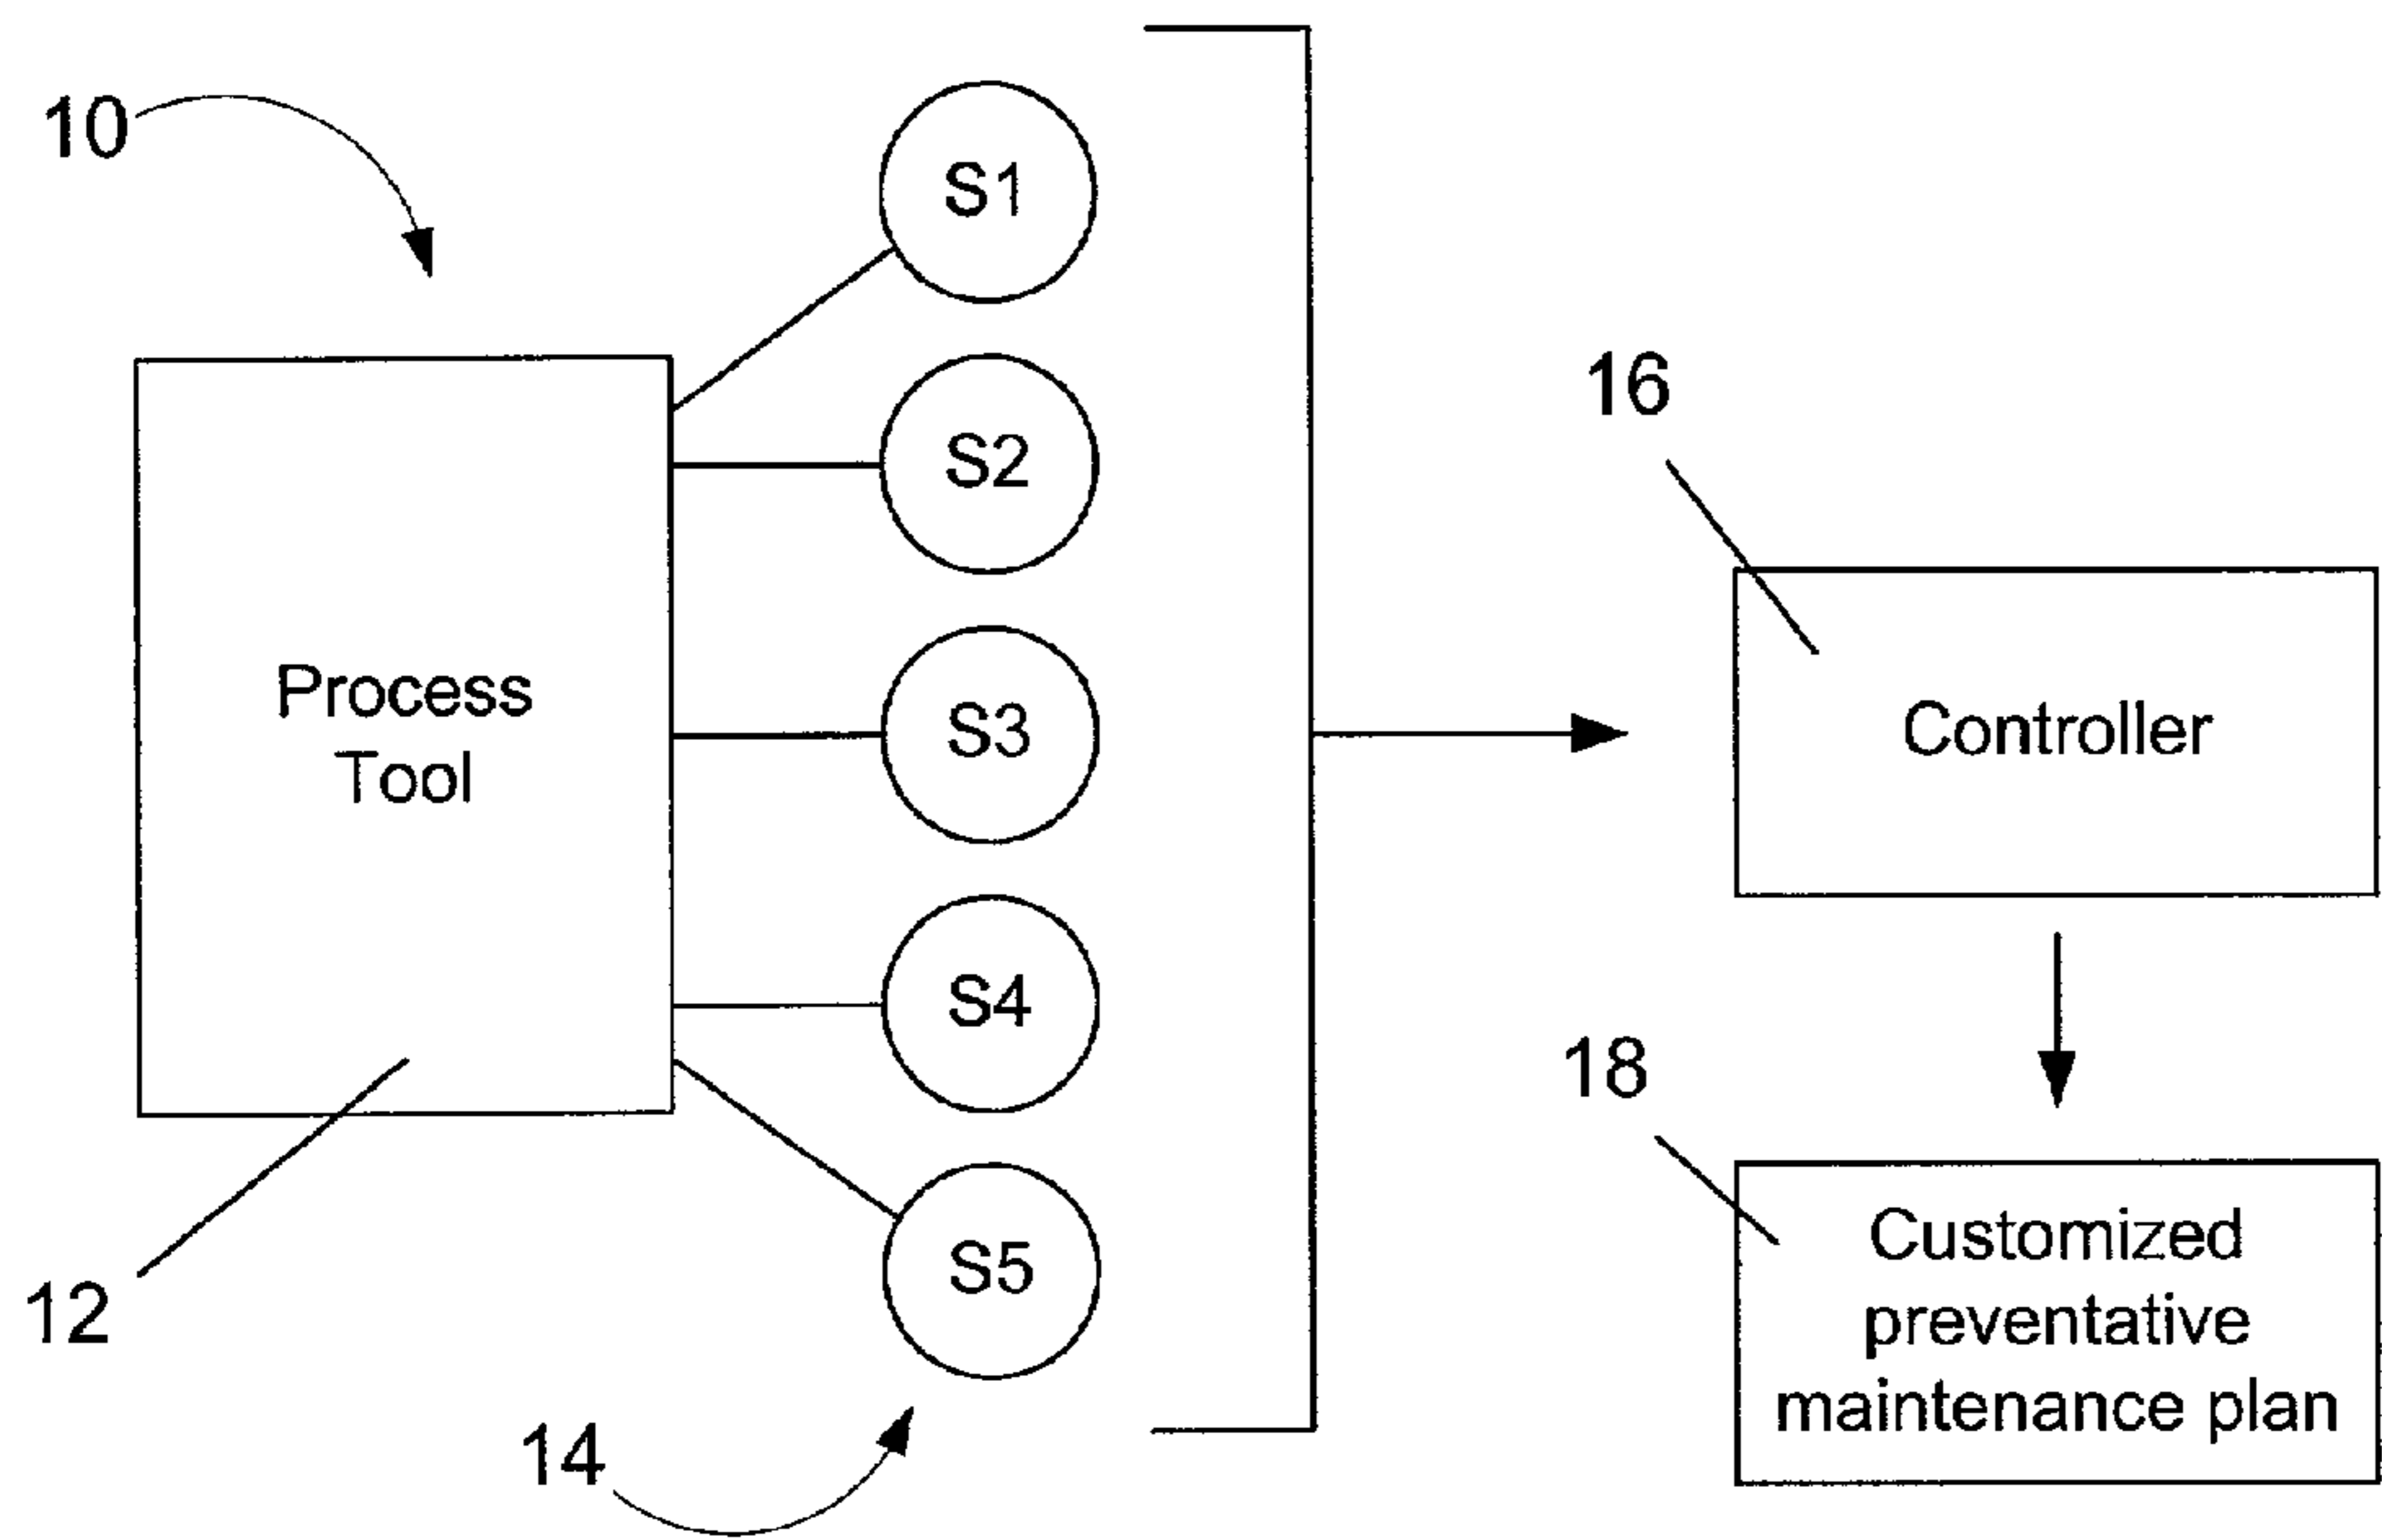 10
S1
S2
16
Process
Tool
S3
Controller
S4
18
S5
Customized
preventative
maintenance plan
12
14